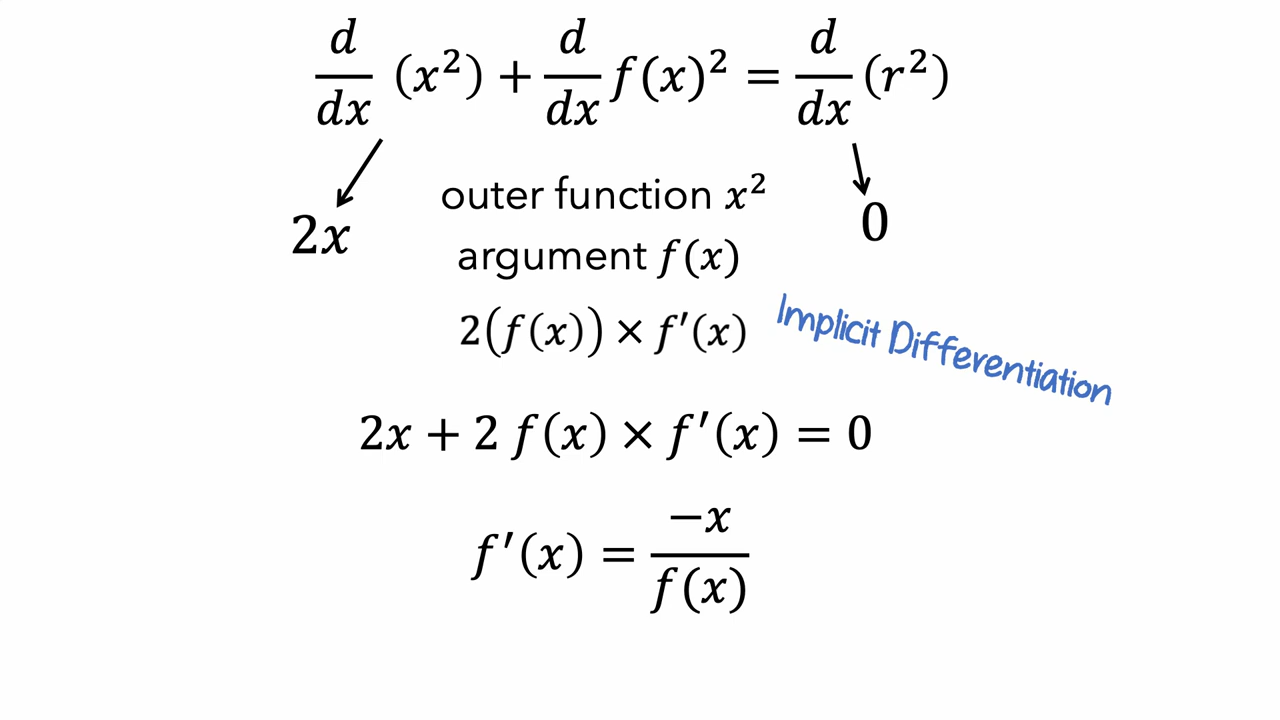 d/dx (x²) + d/dx f(x)² = d/dx (r²)
2x
outer function x²
0
argument f(x)
2(f(x)) × f′(x)
Implicit Differentiation
2x + 2 f(x) × f′(x) = 0
f′(x) = −x/f(x)